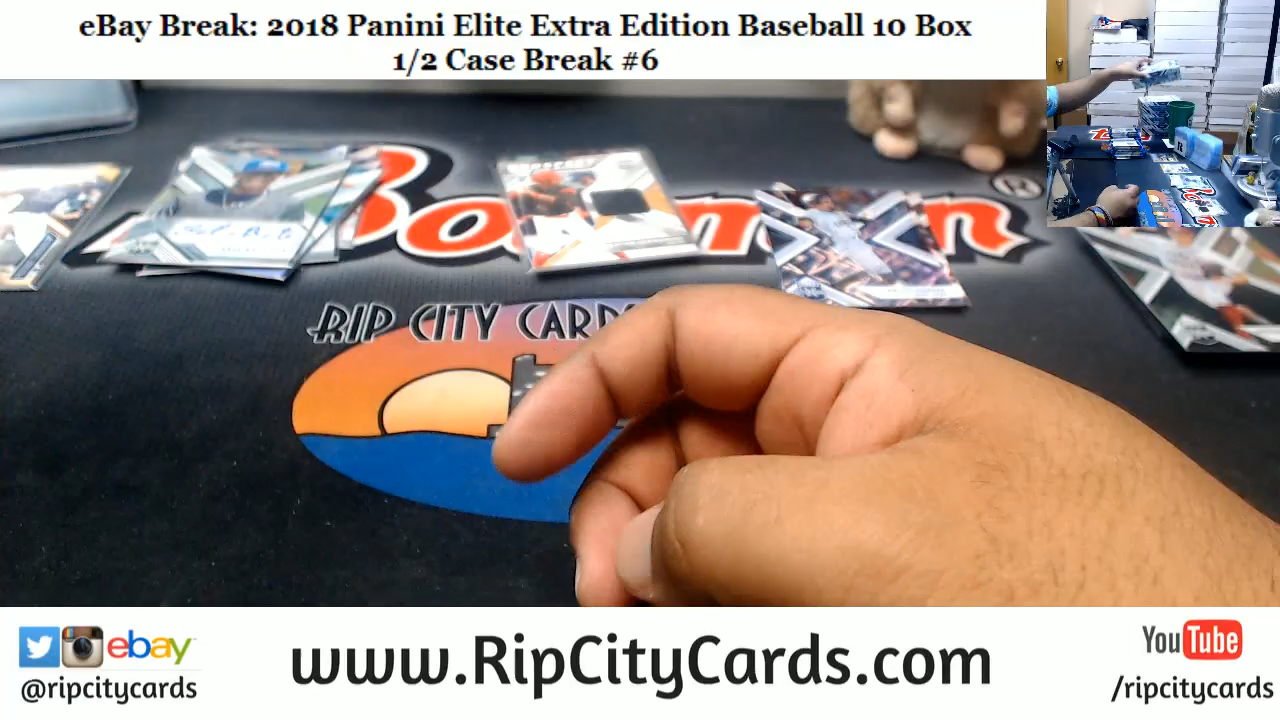 eBay Break: 2018 Panini Elite Extra Edition Baseball 10 Box
1/2 Case Break #6
RIP CITY CARDS
ebay
@ripcitycards
www.RipCityCards.com
YouTube
/ripcitycards